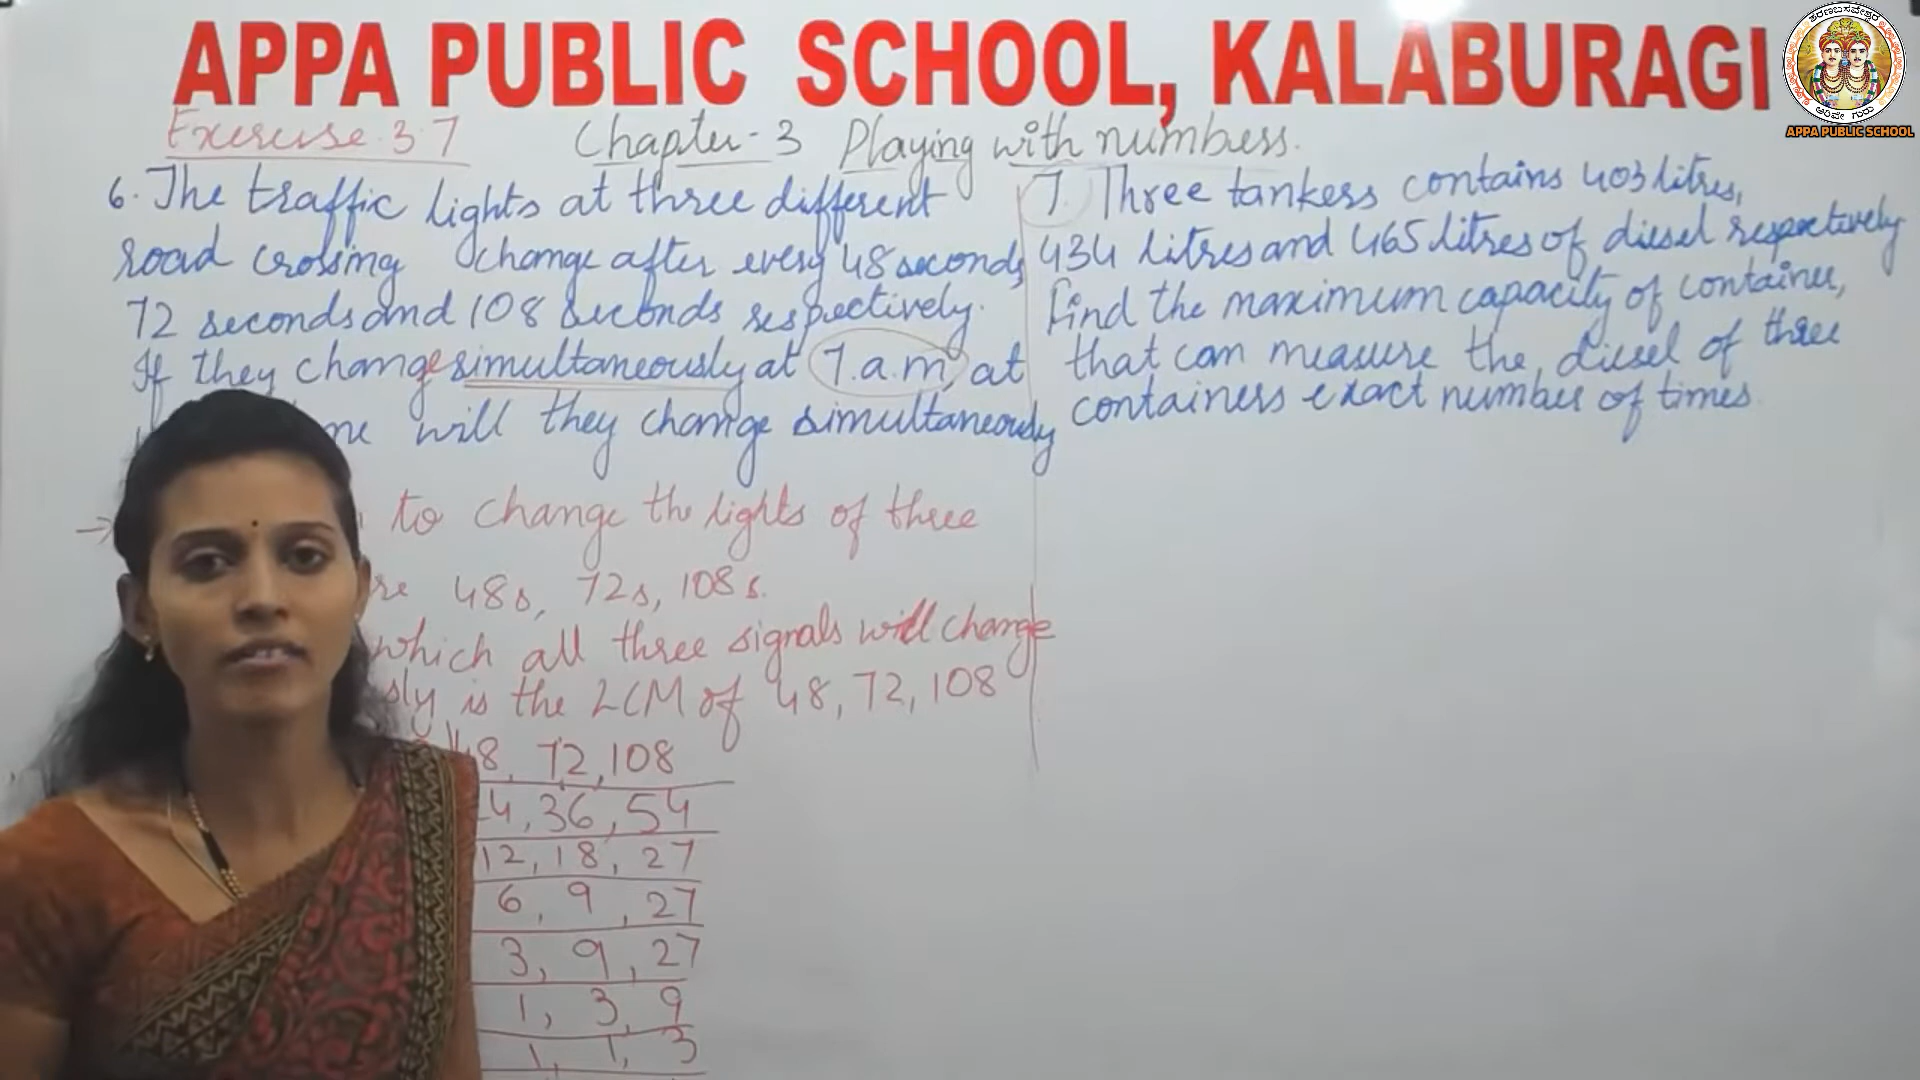 APPA PUBLIC SCHOOL, KALABURAGI
ಶರಣಬಸವೇಶ್ವರ
ಅರಿವೇ ಗುರು
APPA PUBLIC SCHOOL
Exercise.3.7 Chapter-3 Playing with numbers.
6. The traffic lights at three different
road crossing change after every 48 seconds,
72 seconds and 108 seconds respectively.
If they change simultaneously at 7.a.m, at
will they change simultaneously
→ to change the lights of three
48s, 72s, 108s.
which all three signals will change
is the LCM of 48, 72, 108
48, 72, 108
24, 36, 54
12, 18, 27
6, 9, 27
3, 9, 27
1, 3, 9
1, 1, 3
7. Three tankers contains 403 litres,
434 litres and 465 litres of diesel respectively
Find the maximum capacity of container,
that can measure the diesel of three
containers exact number of times